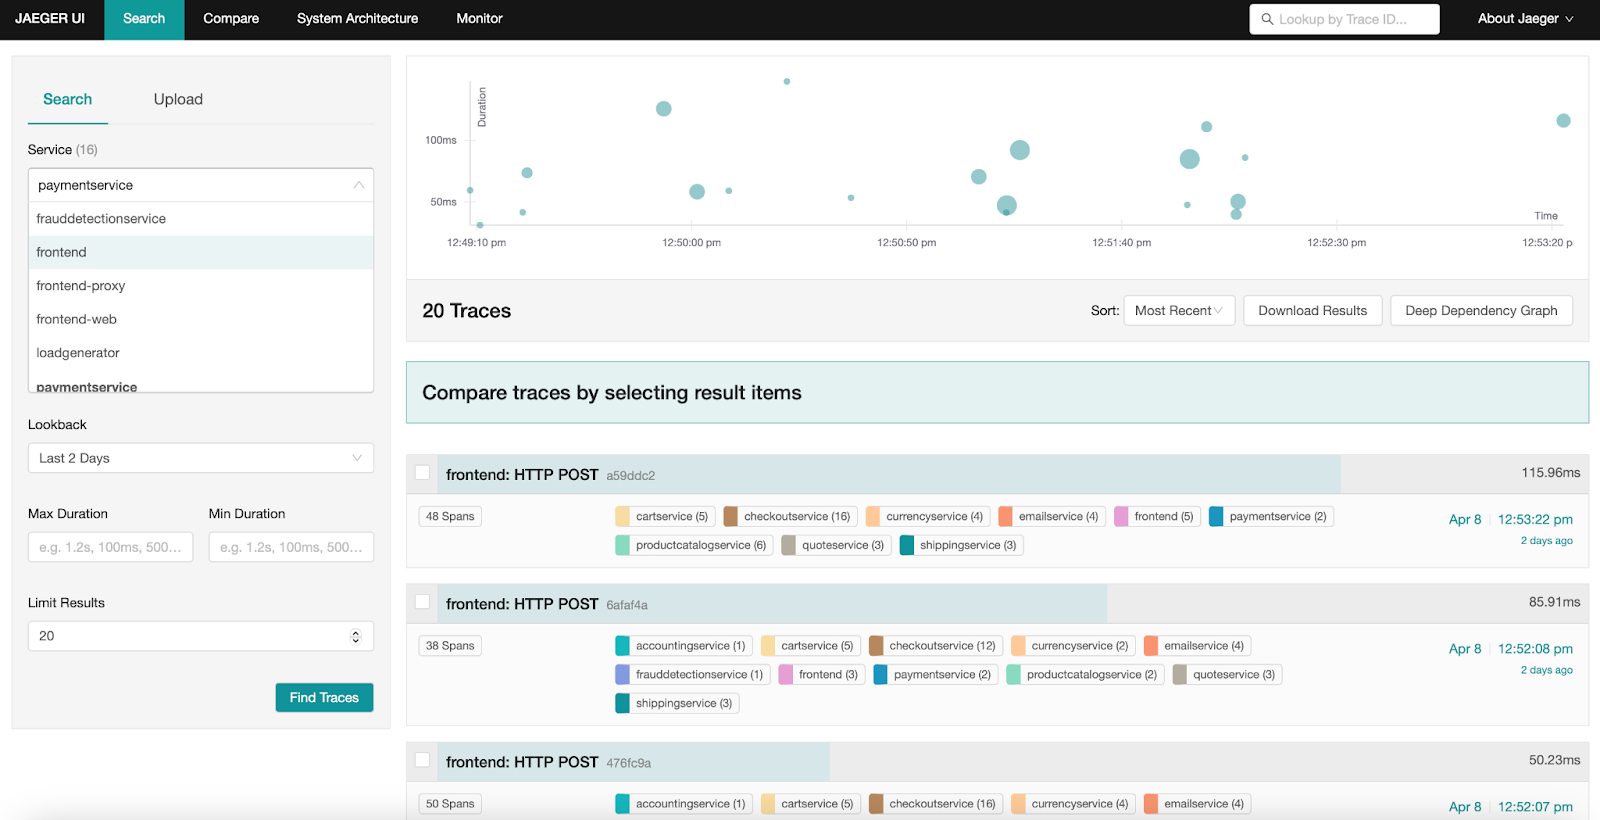 JAEGER UI Search Compare System Architecture Monitor Lookup by Trace ID... About Jaeger
Search Upload
Service (16)
paymentservice
frauddetectionservice
frontend
frontend-proxy
frontend-web
loadgenerator
paymentservice
Lookback
Last 2 Days
Max Duration Min Duration
e.g. 1.2s, 100ms, 500... e.g. 1.2s, 100ms, 500...
Limit Results
20
Find Traces
Duration
100ms
50ms
Time
12:49:10 pm 12:50:00 pm 12:50:50 pm 12:51:40 pm 12:52:30 pm 12:53:20 p
20 Traces Sort: Most Recent Download Results Deep Dependency Graph
Compare traces by selecting result items
frontend: HTTP POST a59ddc2 115.96ms
48 Spans cartservice (5) checkoutservice (16) currencyservice (4) emailservice (4) frontend (5) paymentservice (2) Apr 8 12:53:22 pm
productcatalogservice (6) quoteservice (3) shippingservice (3) 2 days ago
frontend: HTTP POST 6afaf4a 85.91ms
38 Spans accountingservice (1) cartservice (5) checkoutservice (12) currencyservice (2) emailservice (4) Apr 8 12:52:08 pm
frauddetectionservice (1) frontend (3) paymentservice (2) productcatalogservice (2) quoteservice (3) 2 days ago
shippingservice (3)
frontend: HTTP POST 476fc9a 50.23ms
50 Spans accountingservice (1) cartservice (5) checkoutservice (16) currencyservice (4) emailservice (4) Apr 8 12:52:07 pm